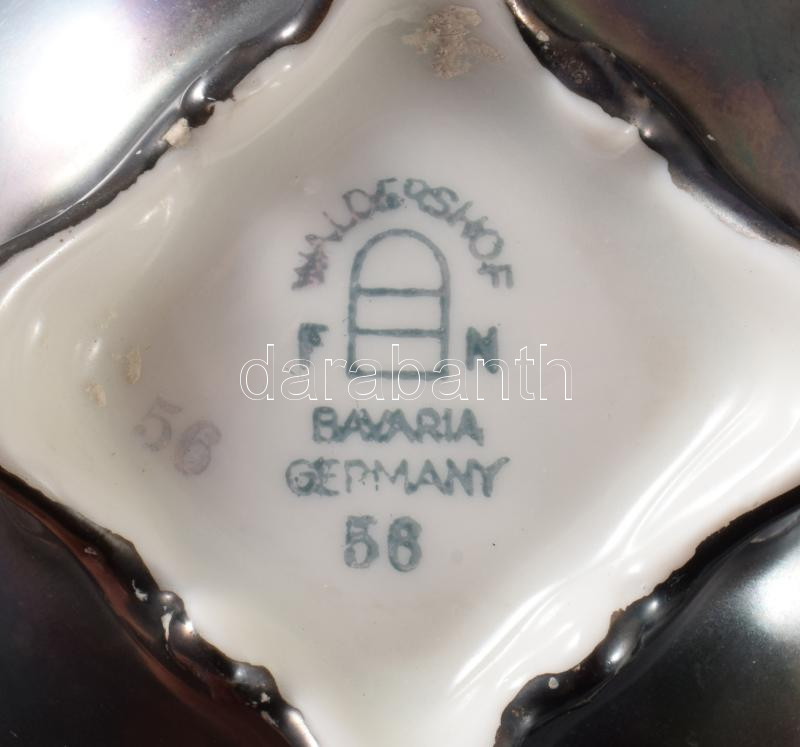 WALDERSHOF
F N
BAVARIA
GERMANY
56
56
darabanth